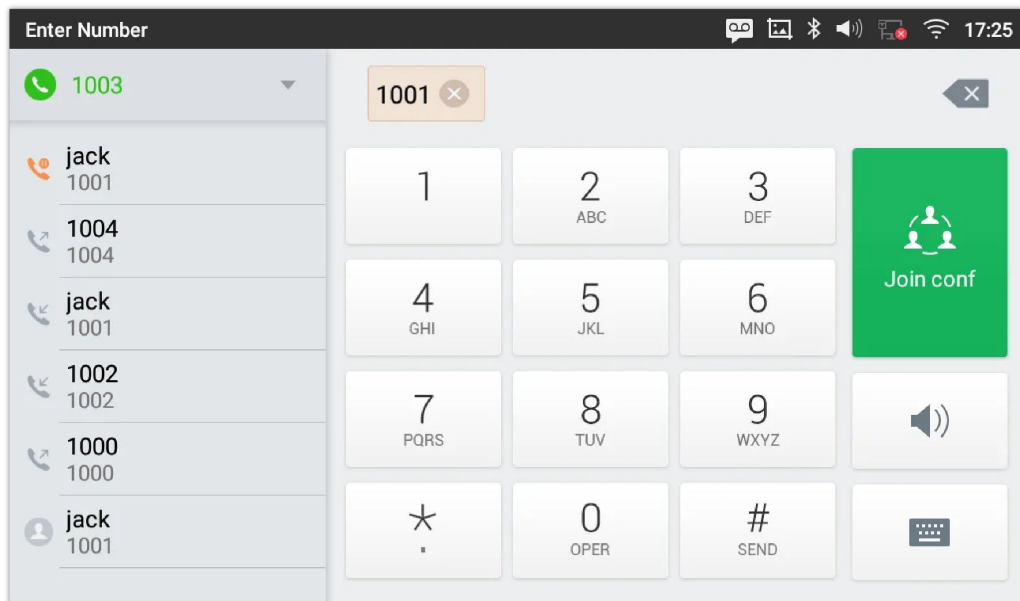 Enter Number
17:25
1003
jack
1001
1004
1004
jack
1001
1002
1002
1000
1000
jack
1001
1001
1
2
ABC
3
DEF
4
GHI
5
JKL
6
MNO
7
PQRS
8
TUV
9
WXYZ
*
.
0
OPER
#
SEND
Join conf